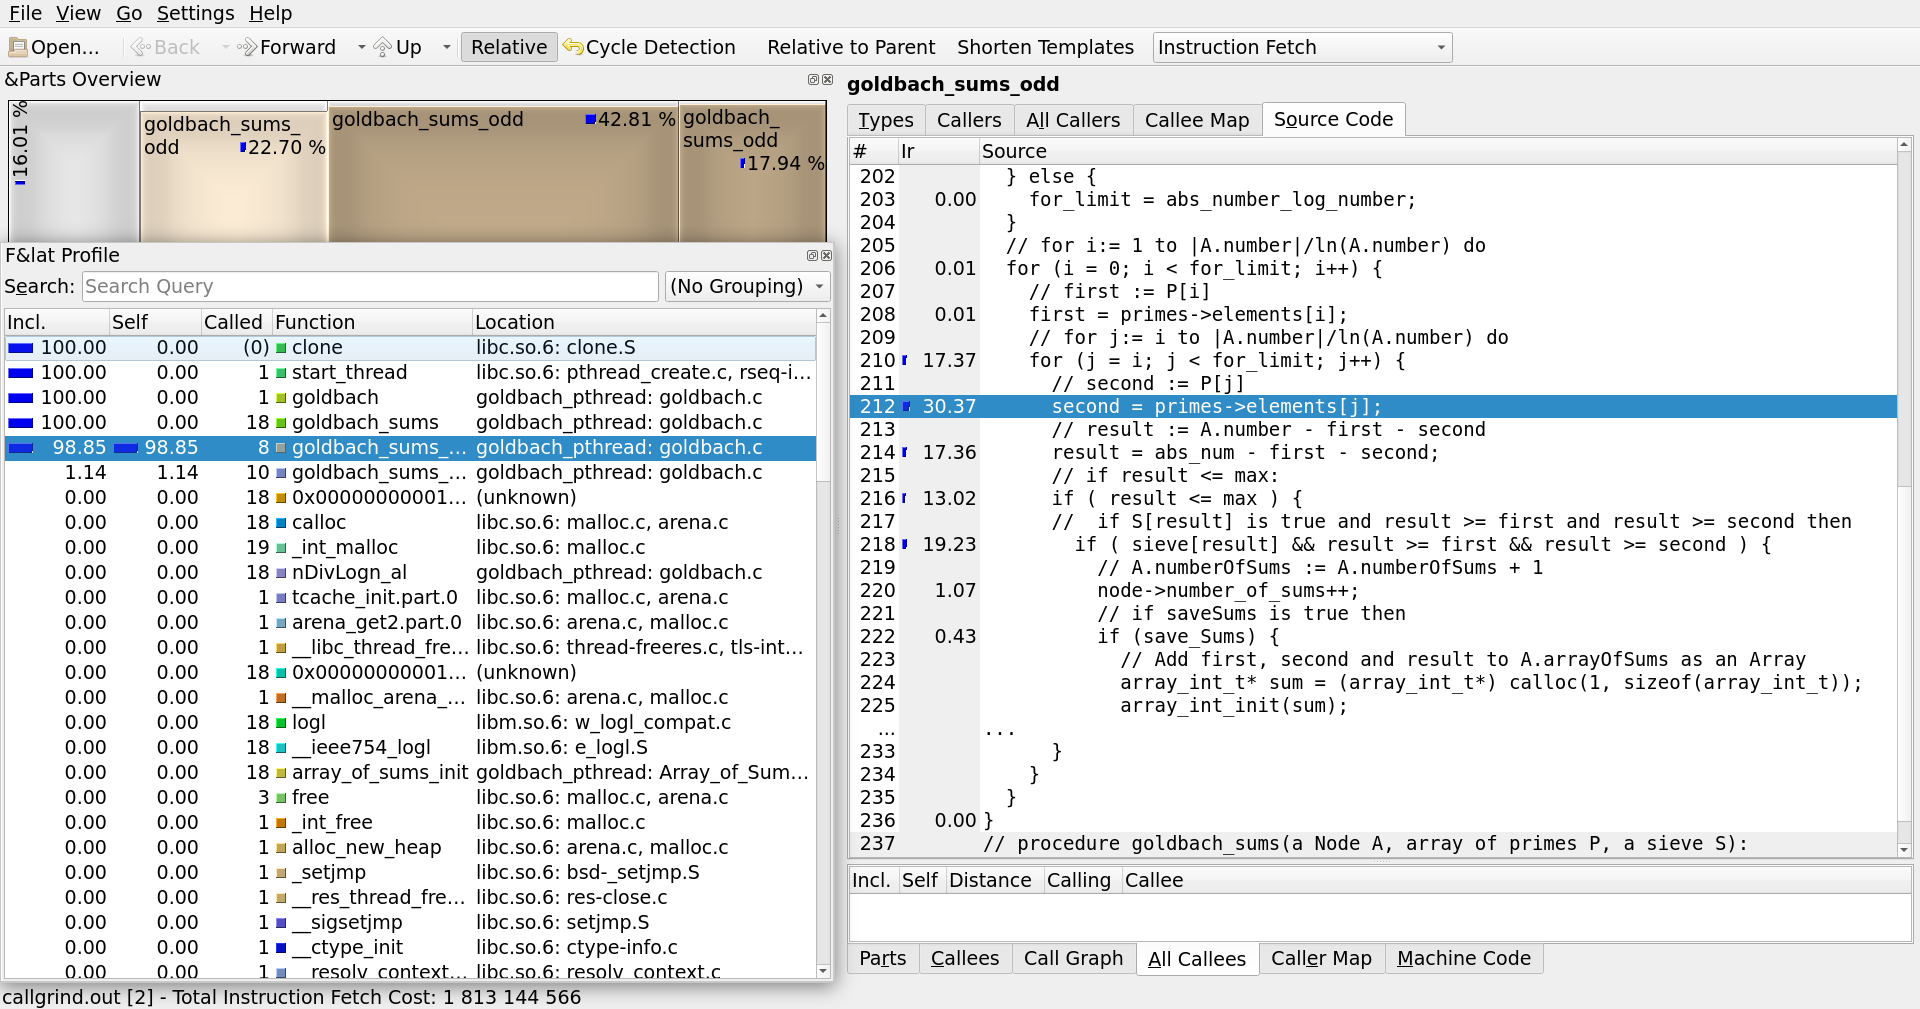 File View Go Settings Help
Open... Back Forward Up Relative Cycle Detection Relative to Parent Shorten Templates Instruction Fetch
&Parts Overview
16.01 %
goldbach_sums_
odd 22.70 %
goldbach_sums_odd 42.81 %
goldbach_
sums_odd
17.94 %
F&lat Profile
Search: Search Query (No Grouping)
Incl. Self Called Function Location
100.00 0.00 (0) clone libc.so.6: clone.S
100.00 0.00 1 start_thread libc.so.6: pthread_create.c, rseq-i...
100.00 0.00 1 goldbach goldbach_pthread: goldbach.c
100.00 0.00 18 goldbach_sums goldbach_pthread: goldbach.c
98.85 98.85 8 goldbach_sums_... goldbach_pthread: goldbach.c
1.14 1.14 10 goldbach_sums_... goldbach_pthread: goldbach.c
0.00 0.00 18 0x00000000001... (unknown)
0.00 0.00 18 calloc libc.so.6: malloc.c, arena.c
0.00 0.00 19 _int_malloc libc.so.6: malloc.c
0.00 0.00 18 nDivLogn_al goldbach_pthread: goldbach.c
0.00 0.00 1 tcache_init.part.0 libc.so.6: malloc.c, arena.c
0.00 0.00 1 arena_get2.part.0 libc.so.6: arena.c, malloc.c
0.00 0.00 1 __libc_thread_fre... libc.so.6: thread-freeres.c, tls-int...
0.00 0.00 18 0x00000000001... (unknown)
0.00 0.00 1 __malloc_arena_... libc.so.6: arena.c, malloc.c
0.00 0.00 18 logl libm.so.6: w_logl_compat.c
0.00 0.00 18 __ieee754_logl libm.so.6: e_logl.S
0.00 0.00 18 array_of_sums_init goldbach_pthread: Array_of_Sum...
0.00 0.00 3 free libc.so.6: malloc.c, arena.c
0.00 0.00 1 _int_free libc.so.6: malloc.c
0.00 0.00 1 alloc_new_heap libc.so.6: arena.c, malloc.c
0.00 0.00 1 _setjmp libc.so.6: bsd-_setjmp.S
0.00 0.00 1 __res_thread_fre... libc.so.6: res-close.c
0.00 0.00 1 __sigsetjmp libc.so.6: setjmp.S
0.00 0.00 1 __ctype_init libc.so.6: ctype-info.c
0.00 0.00 1 __resolv_context... libc.so.6: resolv_context.c
callgrind.out [2] - Total Instruction Fetch Cost: 1 813 144 566
goldbach_sums_odd
Types Callers All Callers Callee Map Source Code
# Ir Source
202 } else {
203 0.00 for_limit = abs_number_log_number;
204 }
205 // for i:= 1 to |A.number|/ln(A.number) do
206 0.01 for (i = 0; i < for_limit; i++) {
207 // first := P[i]
208 0.01 first = primes->elements[i];
209 // for j:= i to |A.number|/ln(A.number) do
210 17.37 for (j = i; j < for_limit; j++) {
211 // second := P[j]
212 30.37 second = primes->elements[j];
213 // result := A.number - first - second
214 17.36 result = abs_num - first - second;
215 // if result <= max:
216 13.02 if ( result <= max ) {
217 // if S[result] is true and result >= first and result >= second then
218 19.23 if ( sieve[result] && result >= first && result >= second ) {
219 // A.numberOfSums := A.numberOfSums + 1
220 1.07 node->number_of_sums++;
221 // if saveSums is true then
222 0.43 if (save_Sums) {
223 // Add first, second and result to A.arrayOfSums as an Array
224 array_int_t* sum = (array_int_t*) calloc(1, sizeof(array_int_t));
225 array_int_init(sum);
... ...
233 }
234 }
235 }
236 0.00 }
237 // procedure goldbach_sums(a Node A, array of primes P, a sieve S):
Incl. Self Distance Calling Callee
Parts Callees Call Graph All Callees Caller Map Machine Code